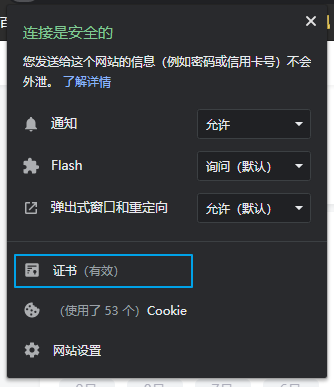 连接是安全的
您发送给这个网站的信息（例如密码或信用卡号）不会
外泄。 了解详情
通知 允许
Flash 询问（默认）
弹出式窗口和重定向 允许（默认）
证书（有效）
（使用了 53 个） Cookie
网站设置